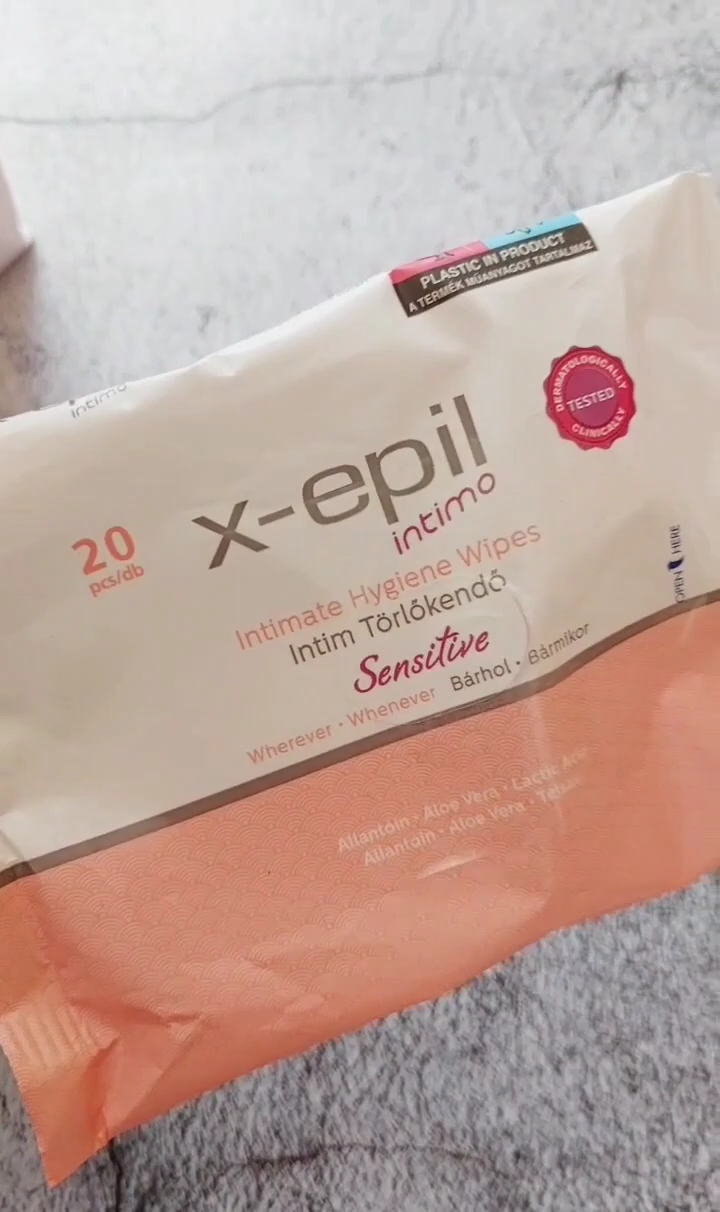 PLASTIC IN PRODUCT
A TERMÉK MŰANYAGOT TARTALMAZ
intimo
DERMATOLOGICALLY
TESTED
CLINICALLY
x-epil
intimo
20
pcs/db
Intimate Hygiene Wipes
Intim Törlőkendő
Sensitive
Wherever · Whenever Bárhol · Bármikor
OPEN HERE
Allantoin · Aloe Vera · Lactic
Allantoin · Aloe Vera ·